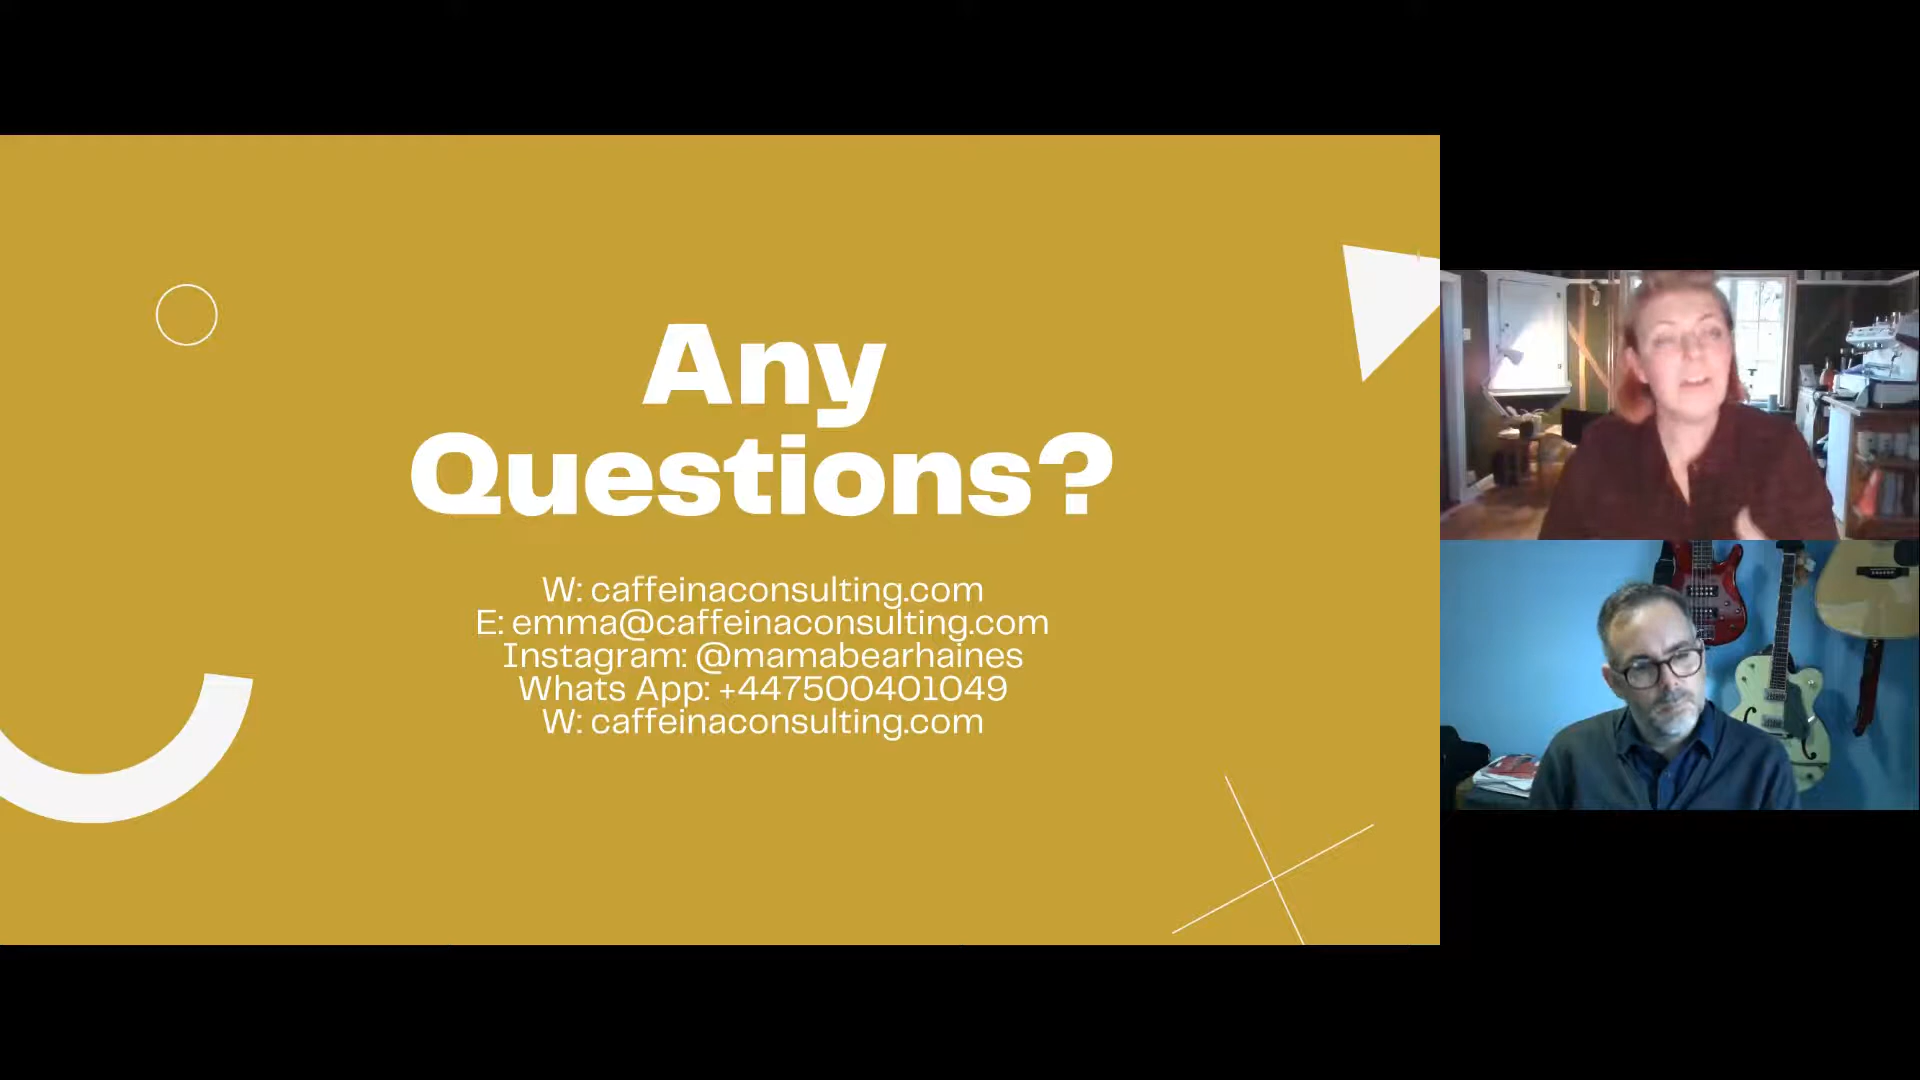 Any
Questions?
W: caffeinaconsulting.com
E: emma@caffeinaconsulting.com
Instagram: @mamabearhaines
Whats App: +447500401049
W: caffeinaconsulting.com